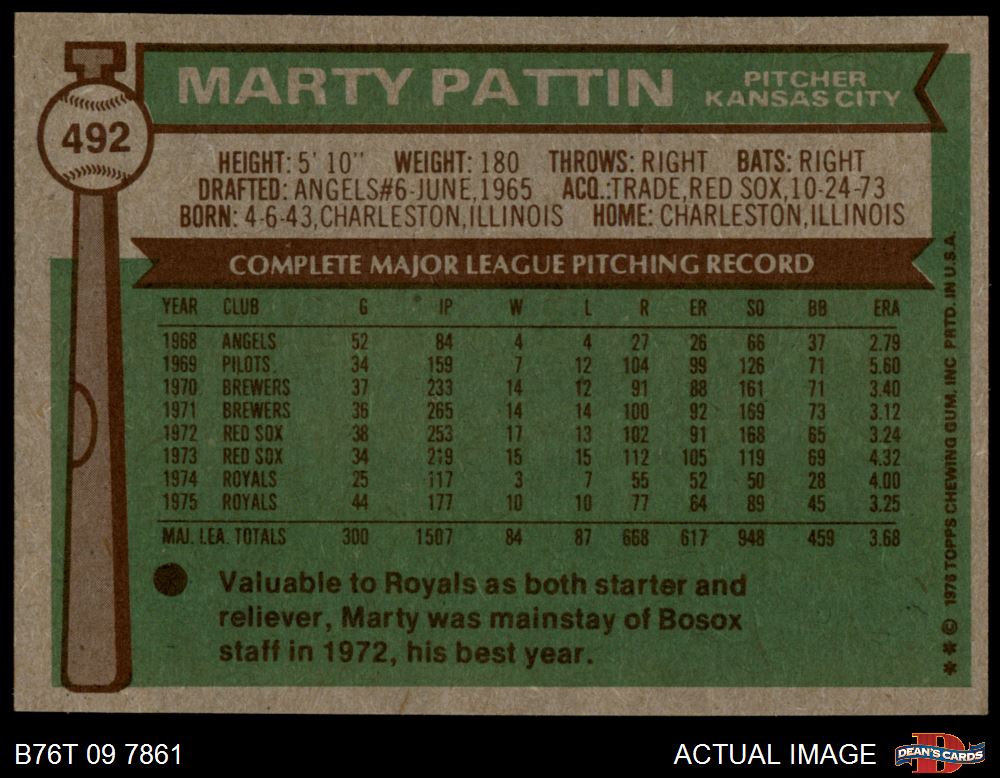 MARTY PATTIN
PITCHER
KANSAS CITY
492
HEIGHT: 5' 10" WEIGHT: 180 THROWS: RIGHT BATS: RIGHT
DRAFTED: ANGELS#6-JUNE,1965 ACQ.:TRADE,RED SOX,10-24-73
BORN: 4-6-43,CHARLESTON,ILLINOIS HOME: CHARLESTON,ILLINOIS
COMPLETE MAJOR LEAGUE PITCHING RECORD
YEAR CLUB G IP W L R ER SO BB ERA
1968 ANGELS 52 84 4 4 27 26 66 37 2.79
1969 PILOTS. 34 159 7 12 104 99 126 71 5.60
1970 BREWERS 37 233 14 12 91 88 161 71 3.40
1971 BREWERS 36 265 14 14 100 92 169 73 3.12
1972 RED SOX 38 253 17 13 102 91 168 65 3.24
1973 RED SOX 34 219 15 15 112 105 119 69 4.32
1974 ROYALS 25 117 3 7 55 52 50 28 4.00
1975 ROYALS 44 177 10 10 77 64 89 45 3.25
MAJ. LEA. TOTALS 300 1507 84 87 668 617 948 459 3.68
Valuable to Royals as both starter and
reliever, Marty was mainstay of Bosox
staff in 1972, his best year.
** © 1976 TOPPS CHEWING GUM, INC PRTD. IN U.S.A.
B76T 09 7861
ACTUAL IMAGE
DEAN'S CARDS